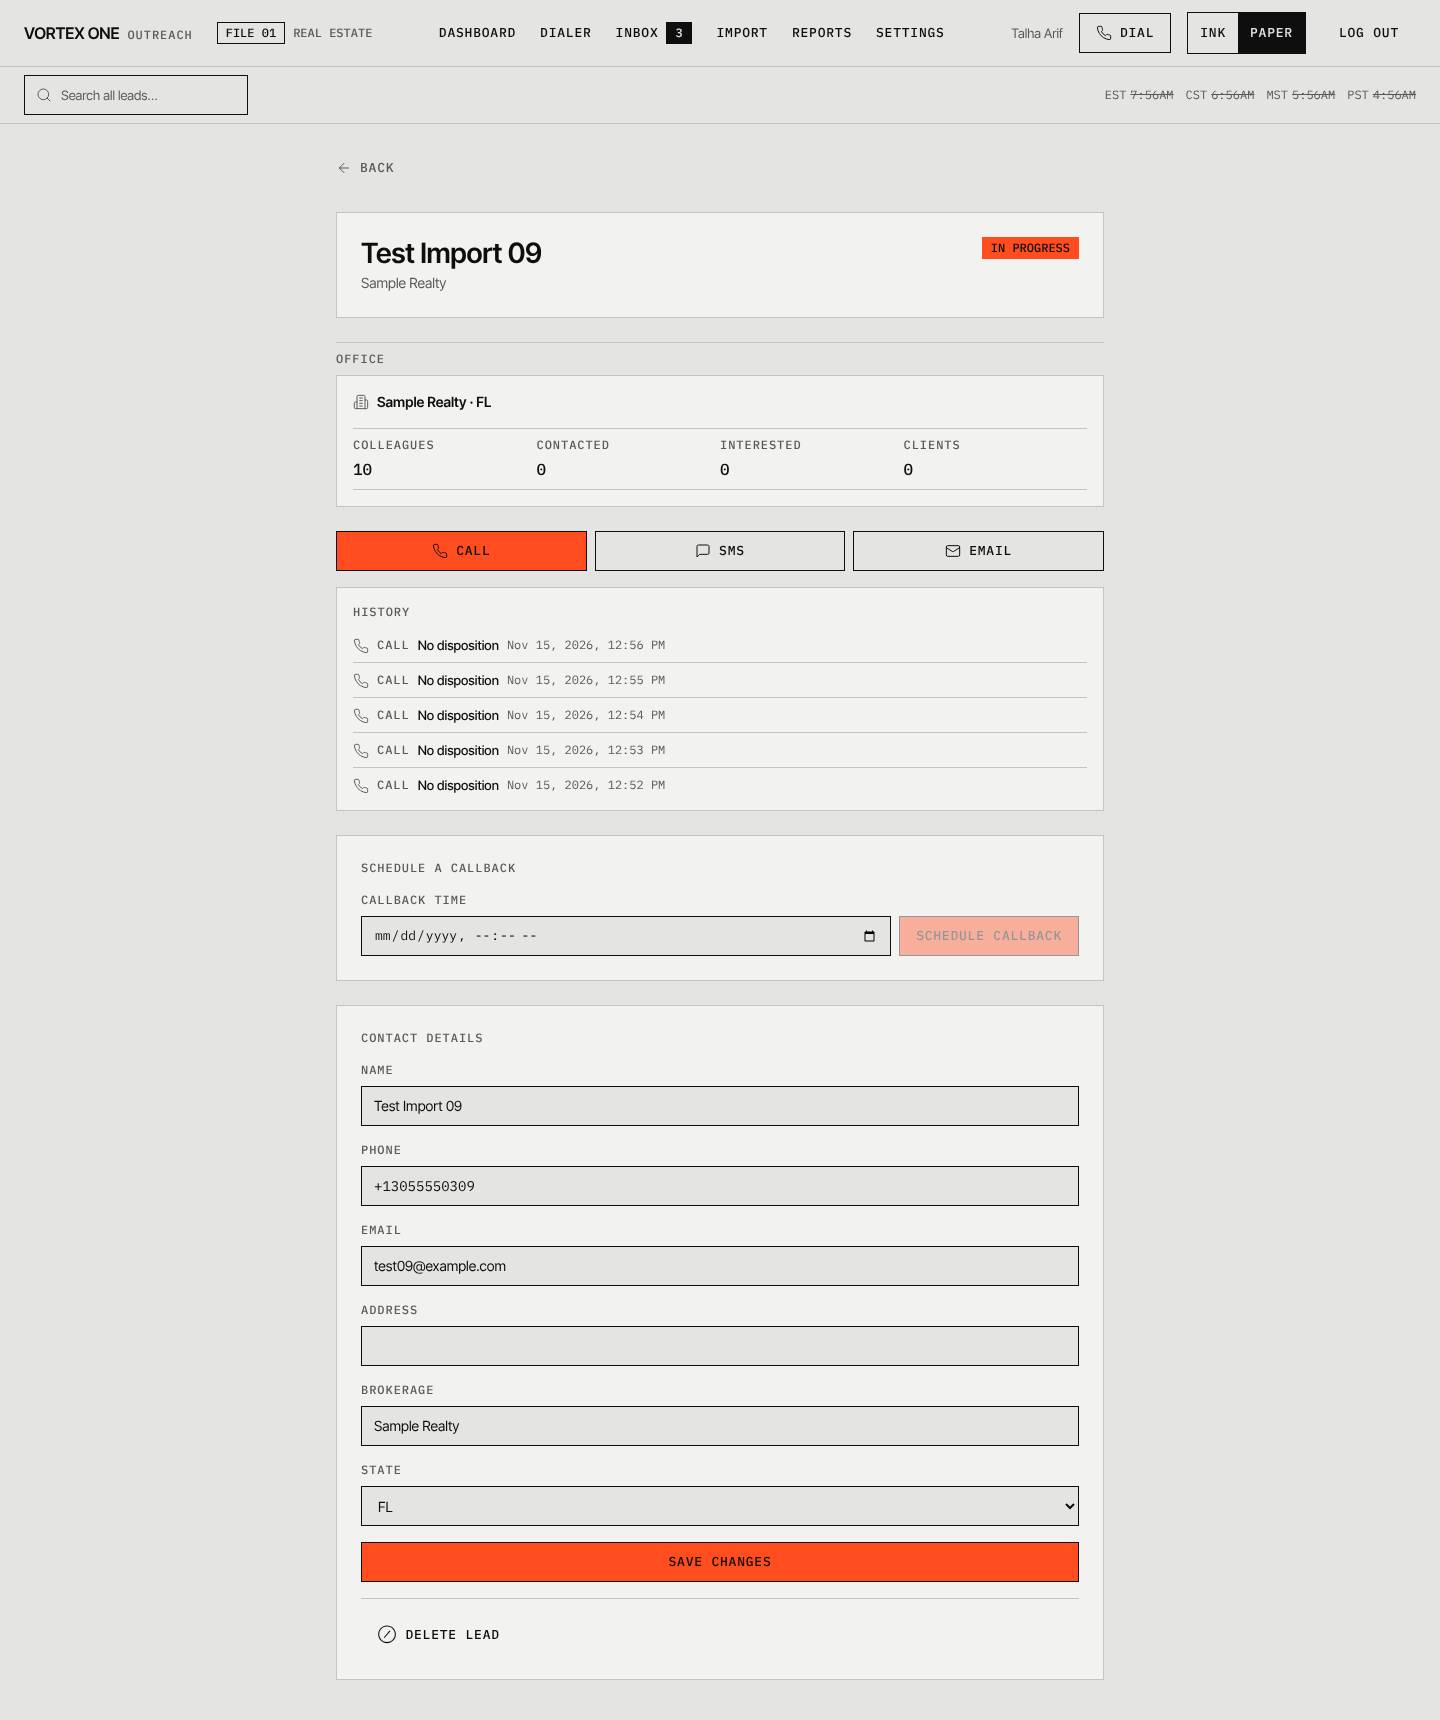 VORTEX ONE OUTREACH FILE 01 REAL ESTATE DASHBOARD DIALER INBOX 3 IMPORT REPORTS SETTINGS Talha Arif DIAL INK PAPER LOG OUT
Search all leads... EST 7:56AM CST 6:56AM MST 5:56AM PST 4:56AM
BACK
Test Import 09 IN PROGRESS
Sample Realty
OFFICE
Sample Realty · FL
COLLEAGUES CONTACTED INTERESTED CLIENTS
10 0 0 0
CALL SMS EMAIL
HISTORY
CALL No disposition Nov 15, 2026, 12:56 PM
CALL No disposition Nov 15, 2026, 12:55 PM
CALL No disposition Nov 15, 2026, 12:54 PM
CALL No disposition Nov 15, 2026, 12:53 PM
CALL No disposition Nov 15, 2026, 12:52 PM
SCHEDULE A CALLBACK
CALLBACK TIME
mm/dd/yyyy, --:-- -- SCHEDULE CALLBACK
CONTACT DETAILS
NAME
Test Import 09
PHONE
+13055550309
EMAIL
test09@example.com
ADDRESS
BROKERAGE
Sample Realty
STATE
FL
SAVE CHANGES
DELETE LEAD